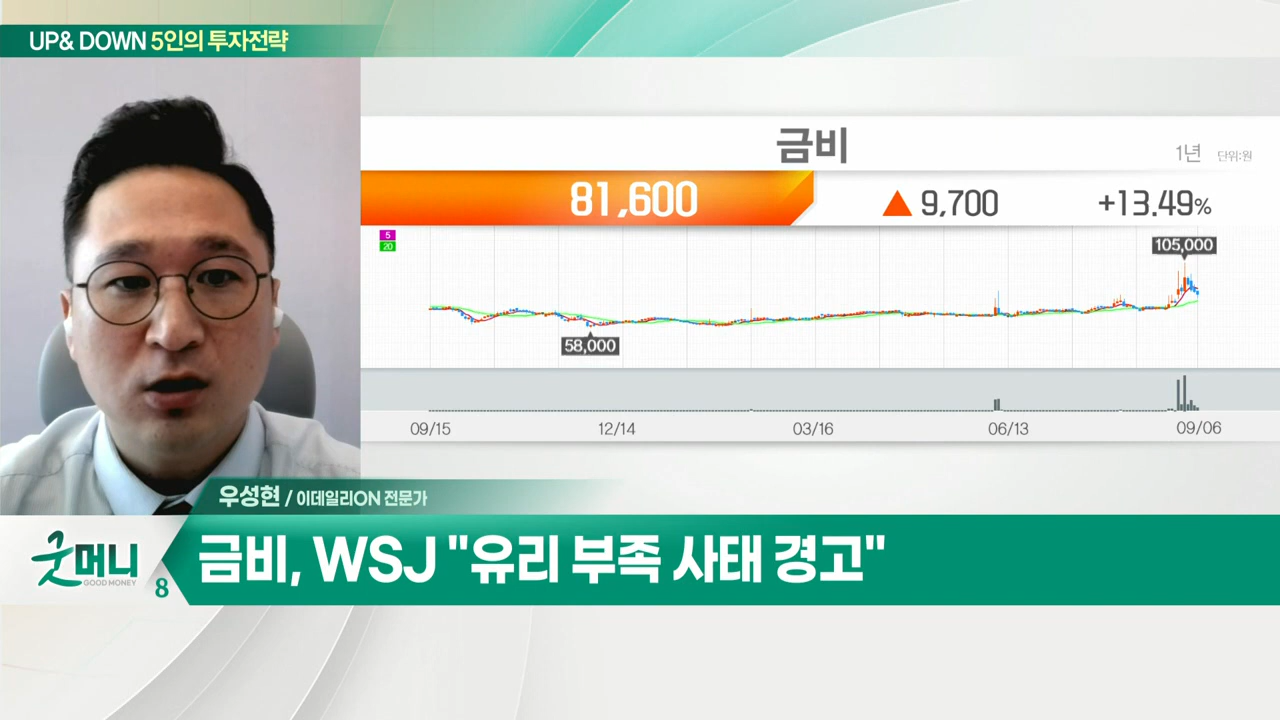 UP& DOWN 5인의 투자전략
금비
1년 단위:원
81,600 ▲ 9,700 +13.49%
5
20
105,000
58,000
09/15 12/14 03/16 06/13 09/06
우성현 / 이데일리ON 전문가
굿머니
GOOD MONEY
8
금비, WSJ "유리 부족 사태 경고"